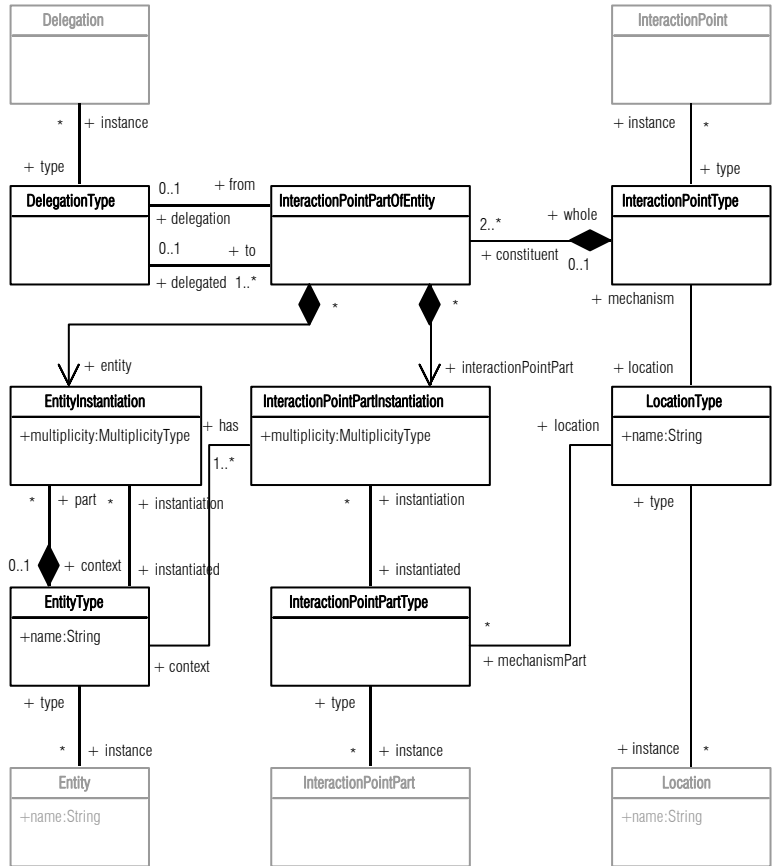 Delegation
InteractionPoint
* + instance
+ instance *
+ type
+ type
DelegationType
0..1 + from
InteractionPointPartOfEntity
InteractionPointType
+ delegation
2..* + whole
0..1 + to
+ constituent 0..1
+ delegated 1..*
* *
+ mechanism
+ entity
+ interactionPointPart
+ location
EntityInstantiation
+multiplicity:MultiplicityType
+ has
1..*
InteractionPointPartInstantiation
+multiplicity:MultiplicityType
+ location
LocationType
+name:String
* + part * + instantiation
* + instantiation
+ type
0..1 + context + instantiated
+ instantiated
EntityType
+name:String
InteractionPointPartType
*
+ context
+ mechanismPart
+ type
+ type
* + instance
* + instance
+ instance *
Entity
+name:String
InteractionPointPart
Location
+name:String